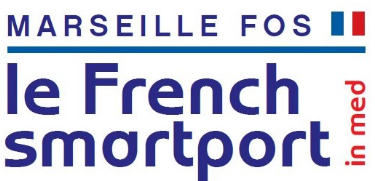 MARSEILLE FOS
le French
smartport
in med